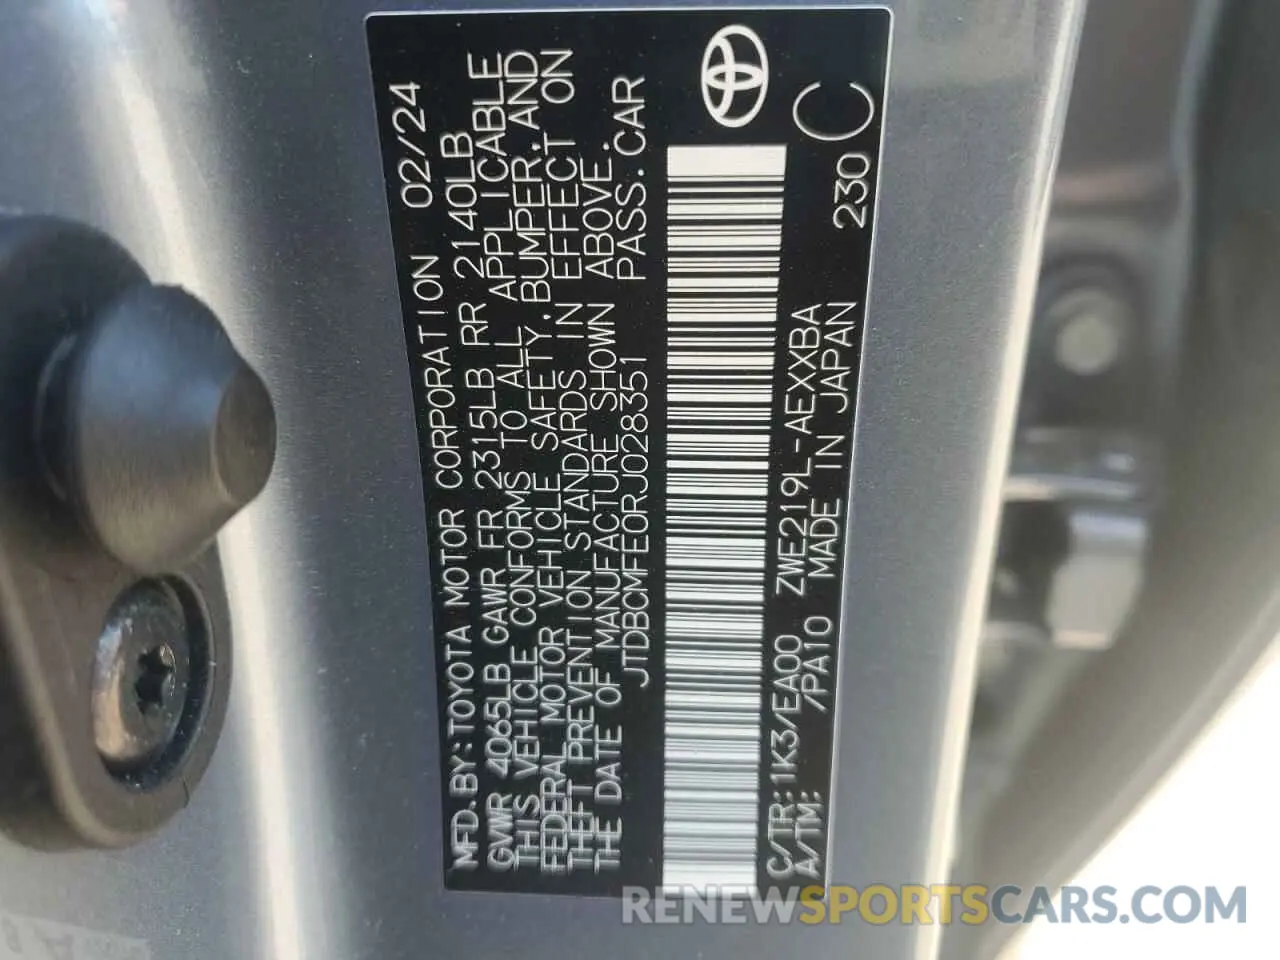 MFD.BY:TOYOTA MOTOR CORPORATION 02/24
GVWR 4065LB GAWR FR 2315LB RR 2140LB
THIS VEHICLE CONFORMS TO ALL APPLICABLE
FEDERAL MOTOR VEHICLE SAFETY,BUMPER,AND
THEFT PREVENTION STANDARDS IN EFFECT ON
THE DATE OF MANUFACTURE SHOWN ABOVE.
JTDBCMFE0RJ028351 PASS.CAR
C/TR:1K3/EA00 ZWE219L-AEXXBA 230 C
A/TM: /PA10 MADE IN JAPAN
RENEWSPORTSCARS.COM